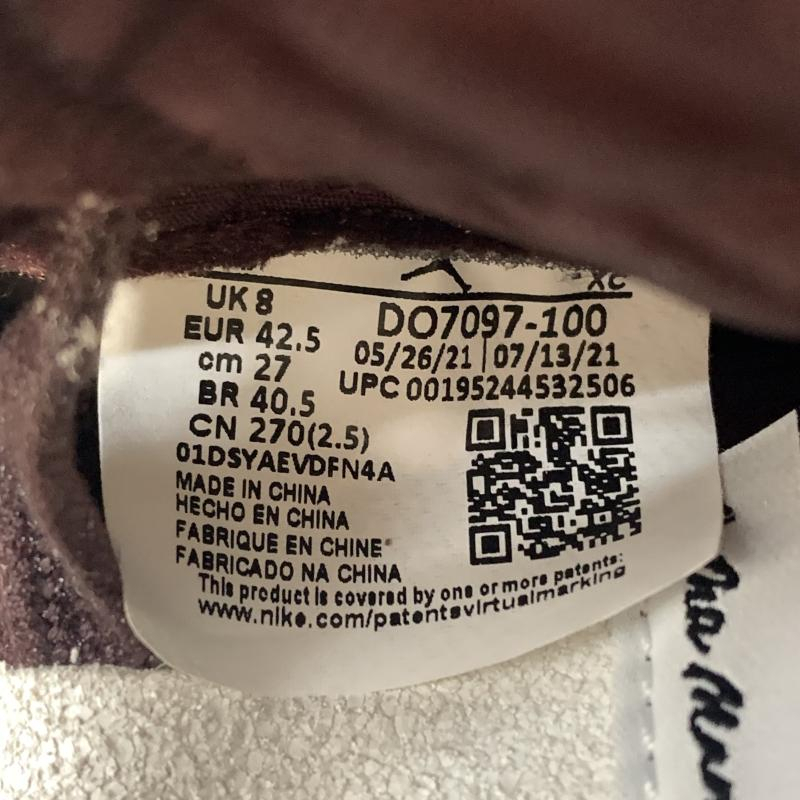 XC
UK 8
EUR 42.5
cm 27
BR 40.5
CN 270(2.5)
01DSYAEVDFN4A
MADE IN CHINA
HECHO EN CHINA
FABRIQUE EN CHINE
FABRICADO NA CHINA
DO7097-100
05/26/21 | 07/13/21
UPC 00195244532506
This product is covered by one or more patents:
www.nike.com/patentsvirtualmarking